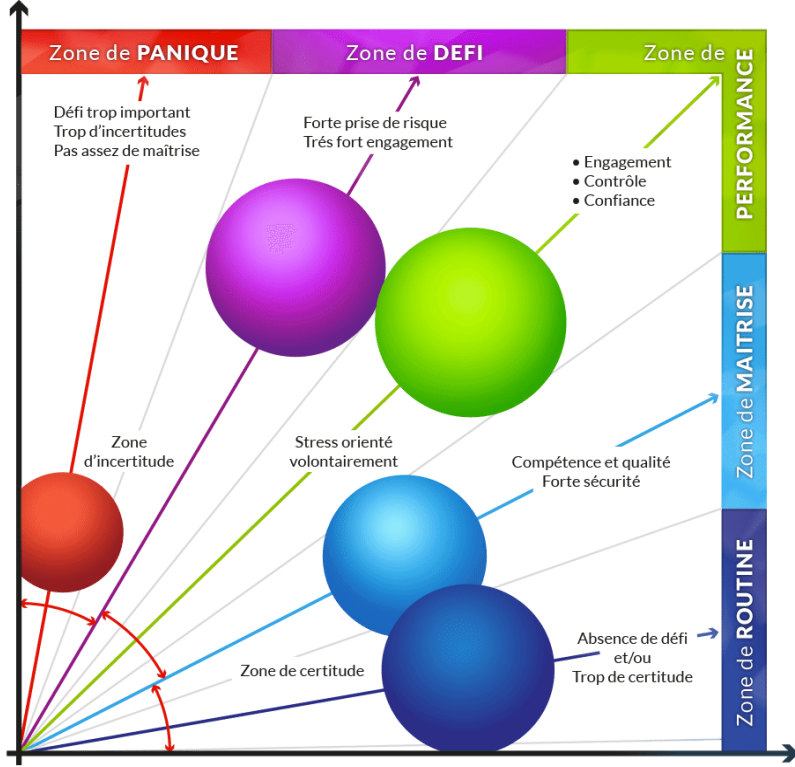 Zone de PANIQUE
Zone de DEFI
Zone de
PERFORMANCE
Défi trop important
Trop d'incertitudes
Pas assez de maîtrise
Forte prise de risque
Trés fort engagement
• Engagement
• Contrôle
• Confiance
Zone de MAITRISE
Zone
d'incertitude
Stress orienté
volontairement
Compétence et qualité
Forte sécurité
Zone de ROUTINE
Absence de défi
et/ou
Trop de certitude
Zone de certitude